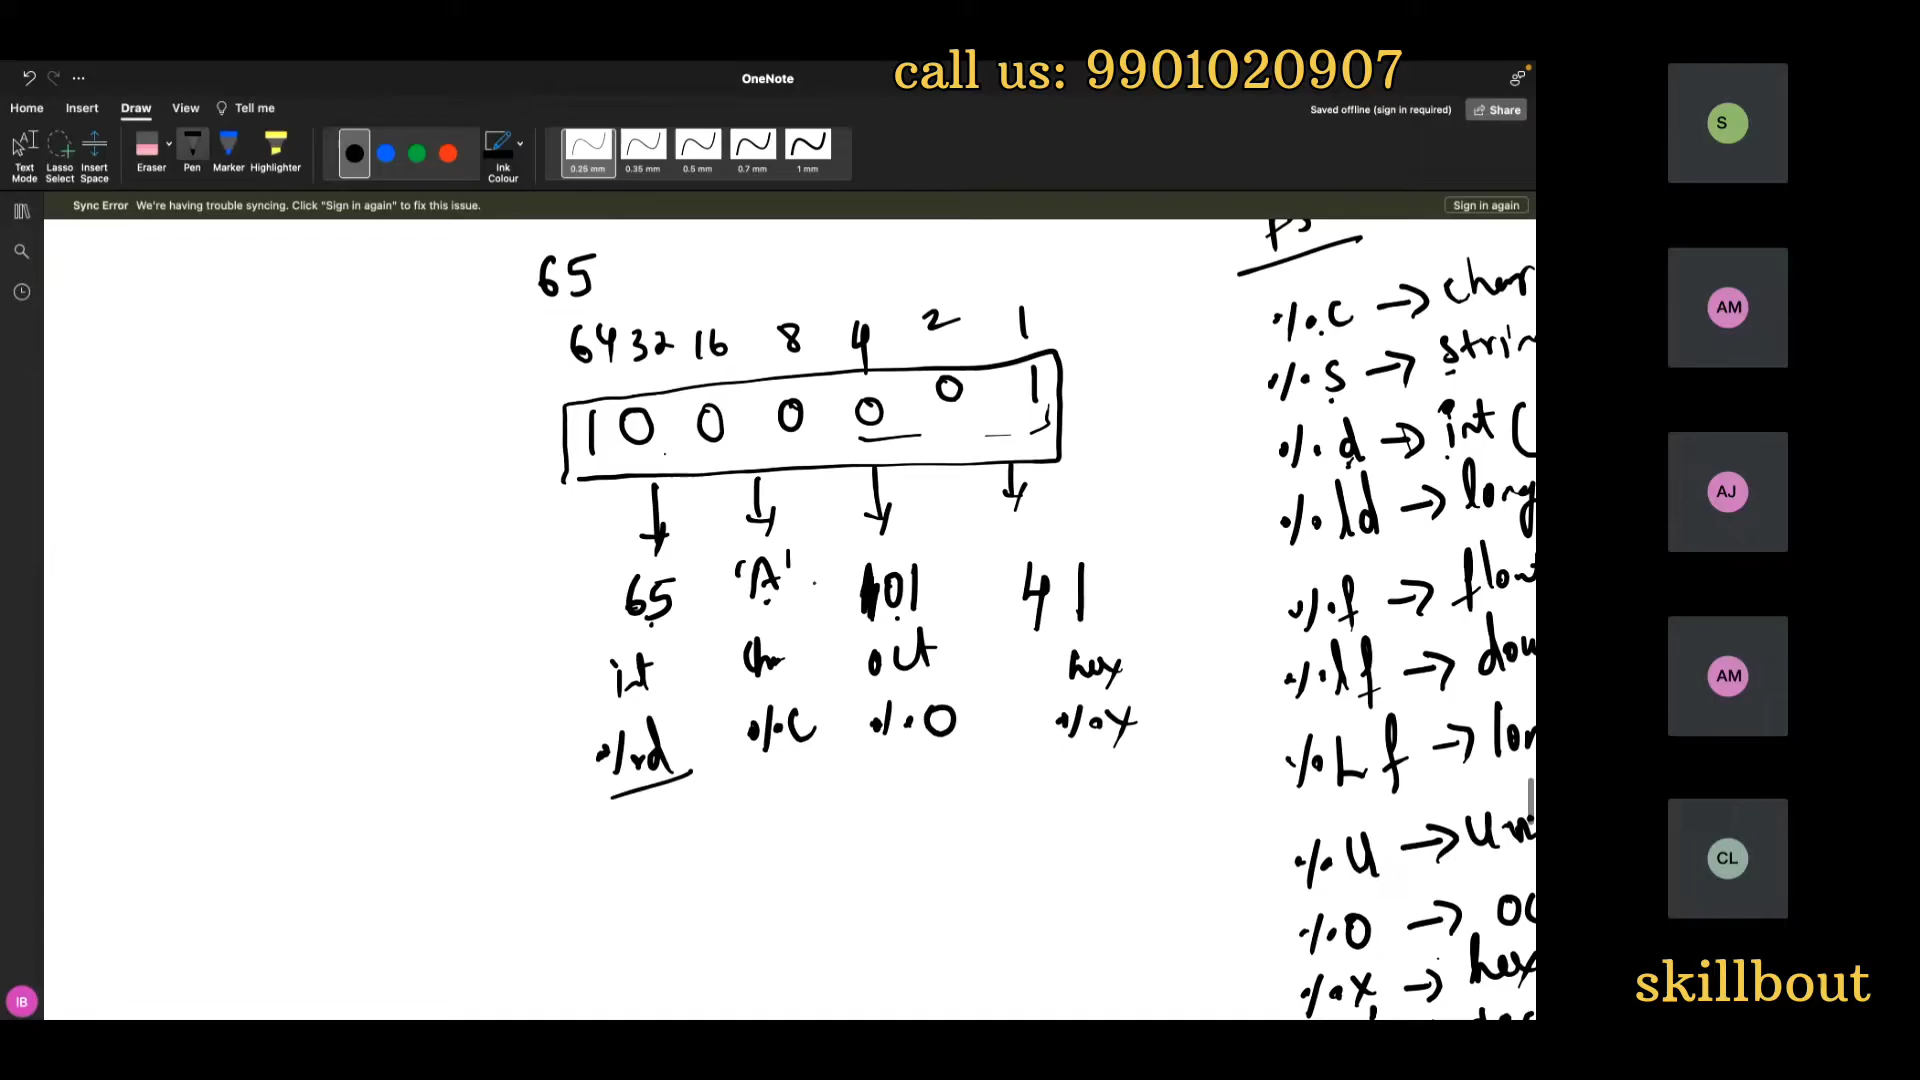 call us: 9901020907
OneNote
Home Insert Draw View Tell me
Saved offline (sign in required) Share
Text Mode
Lasso Select
Insert Space
Eraser
Pen
Marker
Highlighter
Ink Colour
0.25 mm 0.35 mm 0.5 mm 0.7 mm 1 mm
Sync Error We're having trouble syncing. Click "Sign in again" to fix this issue. Sign in again
65
64 32 16 8 4 2 1
1 0 0 0 0 0 1
65 'A' 101 41
int oct hex
%d %c %o %x
%c → char
%s → strin
%d → int (
%ld → long
%f → float
%lf → dou
%Lf → lon
%u → un
%o → oc
%x → hex
S
AM
AJ
AM
CL
IB
skillbout